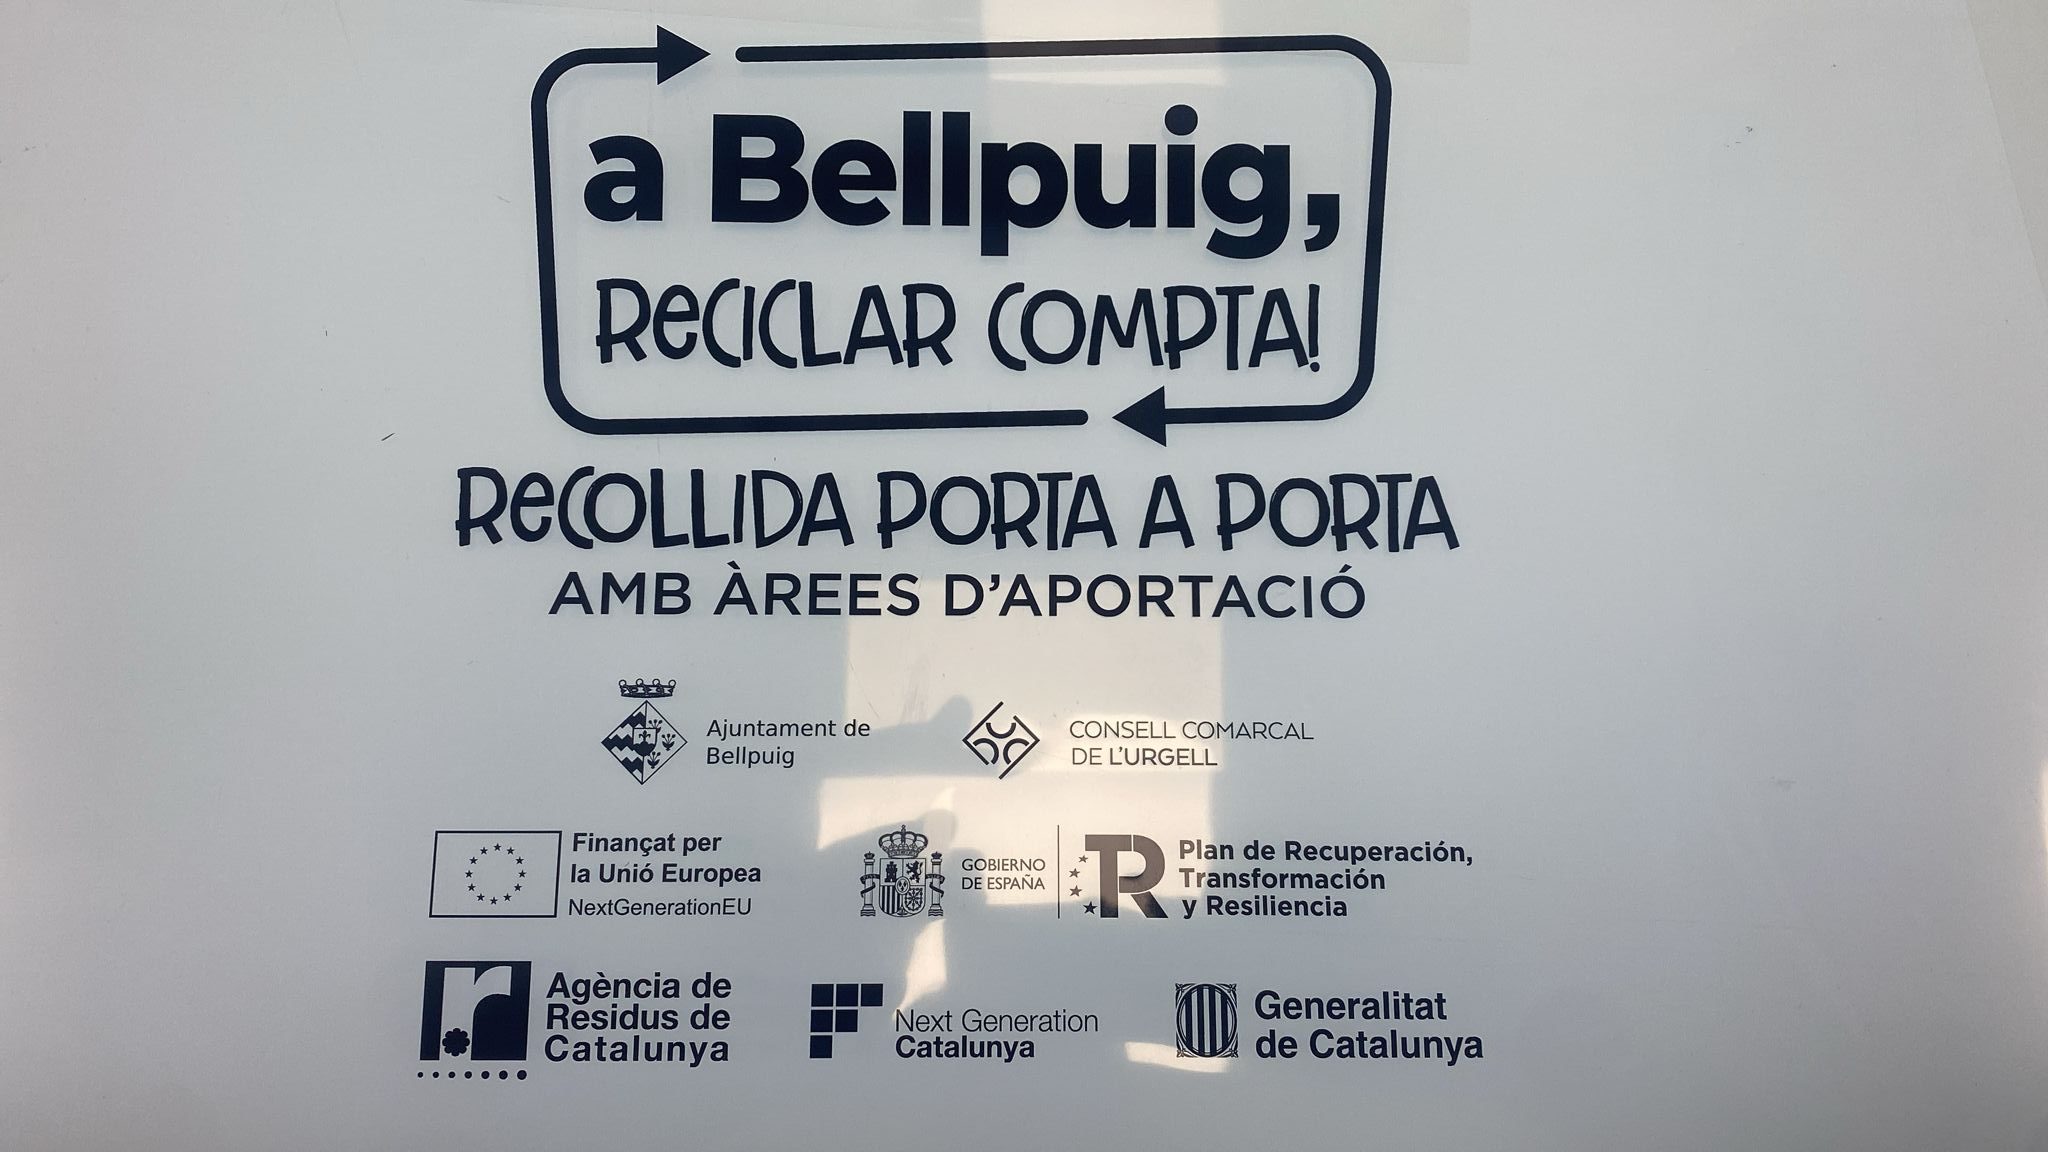 a Bellpuig,
ReCICLAR COMPTA!
ReCOLLIDA PORTA A PORTA
AMB ÀREES D'APORTACIÓ
Ajuntament de
Bellpuig
CONSELL COMARCAL
DE L'URGELL
Finançat per
la Unió Europea
NextGenerationEU
GOBIERNO
DE ESPAÑA
TR
Plan de Recuperación,
Transformación
y Resiliencia
r
Agència de
Residus de
Catalunya
Next Generation
Catalunya
Generalitat
de Catalunya